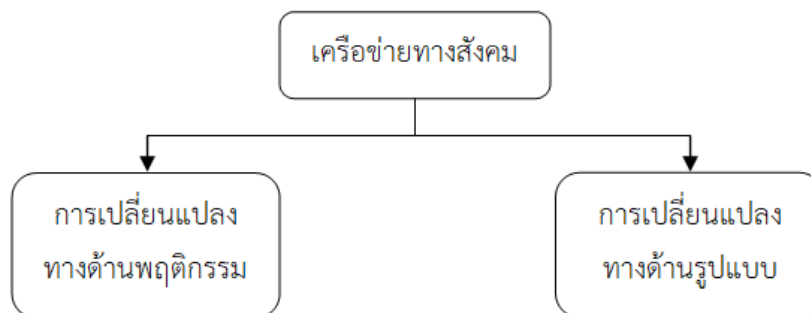 เครือข่ายทางสังคม
การเปลี่ยนแปลง
ทางด้านพฤติกรรม
การเปลี่ยนแปลง
ทางด้านรูปแบบ